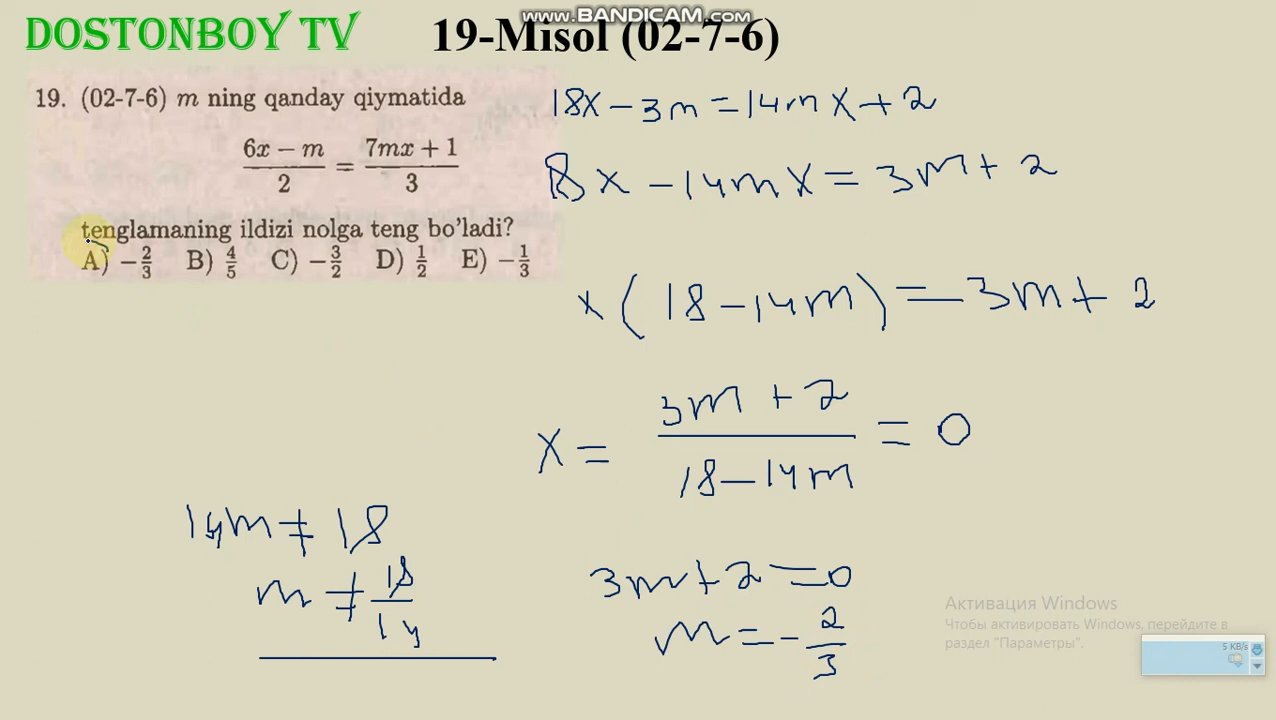 www.BANDICAM.com
DOSTONBOY TV
19-Misol (02-7-6)
19. (02-7-6) m ning qanday qiymatida
6x − m / 2 = 7mx + 1 / 3
tenglamaning ildizi nolga teng bo'ladi?
A) −2/3 B) 4/5 C) −3/2 D) 1/2 E) −1/3
18x − 3m = 14mx + 2
18x − 14mx = 3m + 2
x(18 − 14m) = 3m + 2
x = 3m + 2 / 18 − 14m = 0
14m ≠ 18
m ≠ 18/14
3m + 2 = 0
m = −2/3
Активация Windows
Чтобы активировать Windows, перейдите в
раздел "Параметры".
5 KB/s